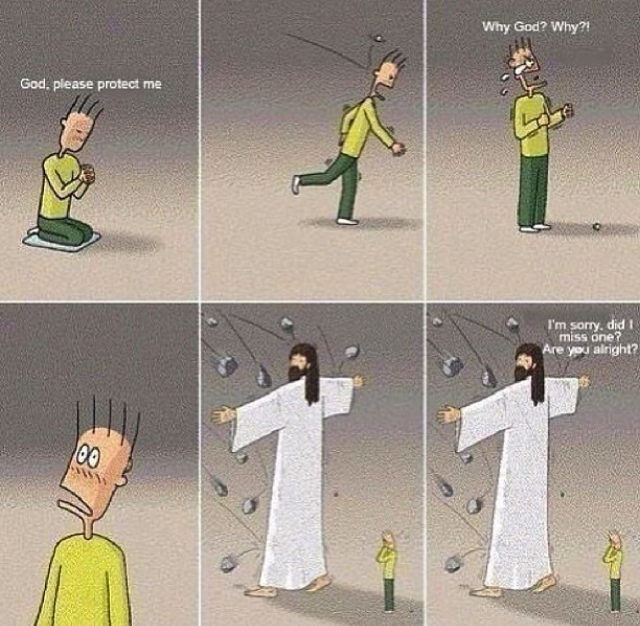 God, please protect me
Why God? Why?!
I'm sorry, did I
miss one?
Are you alright?